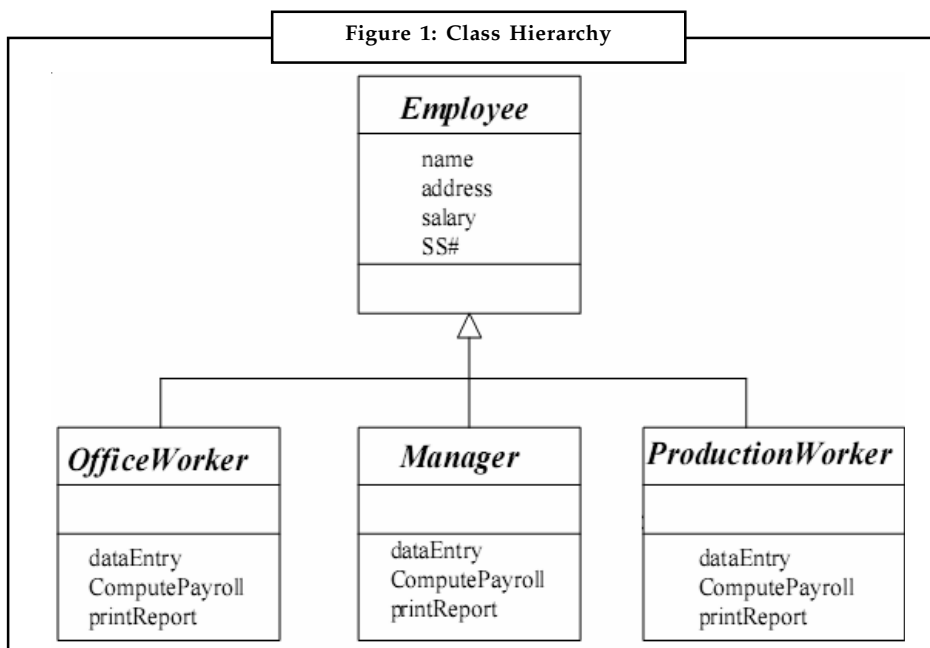 Figure 1: Class Hierarchy
Employee
name
address
salary
SS#
OfficeWorker
dataEntry
ComputePayroll
printReport
Manager
dataEntry
ComputePayroll
printReport
ProductionWorker
dataEntry
ComputePayroll
printReport